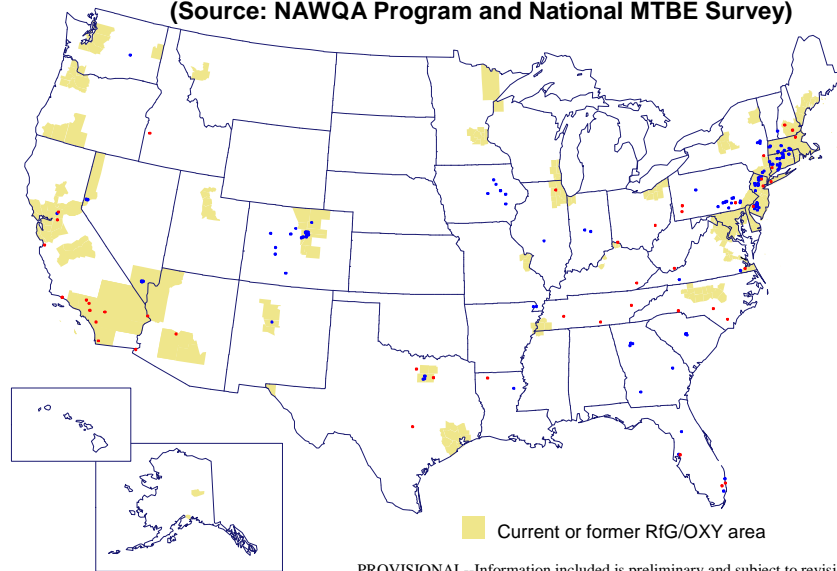 (Source: NAWQA Program and National MTBE Survey)
Current or former RfG/OXY area
PROVISIONAL--Information included is preliminary and subject to revision